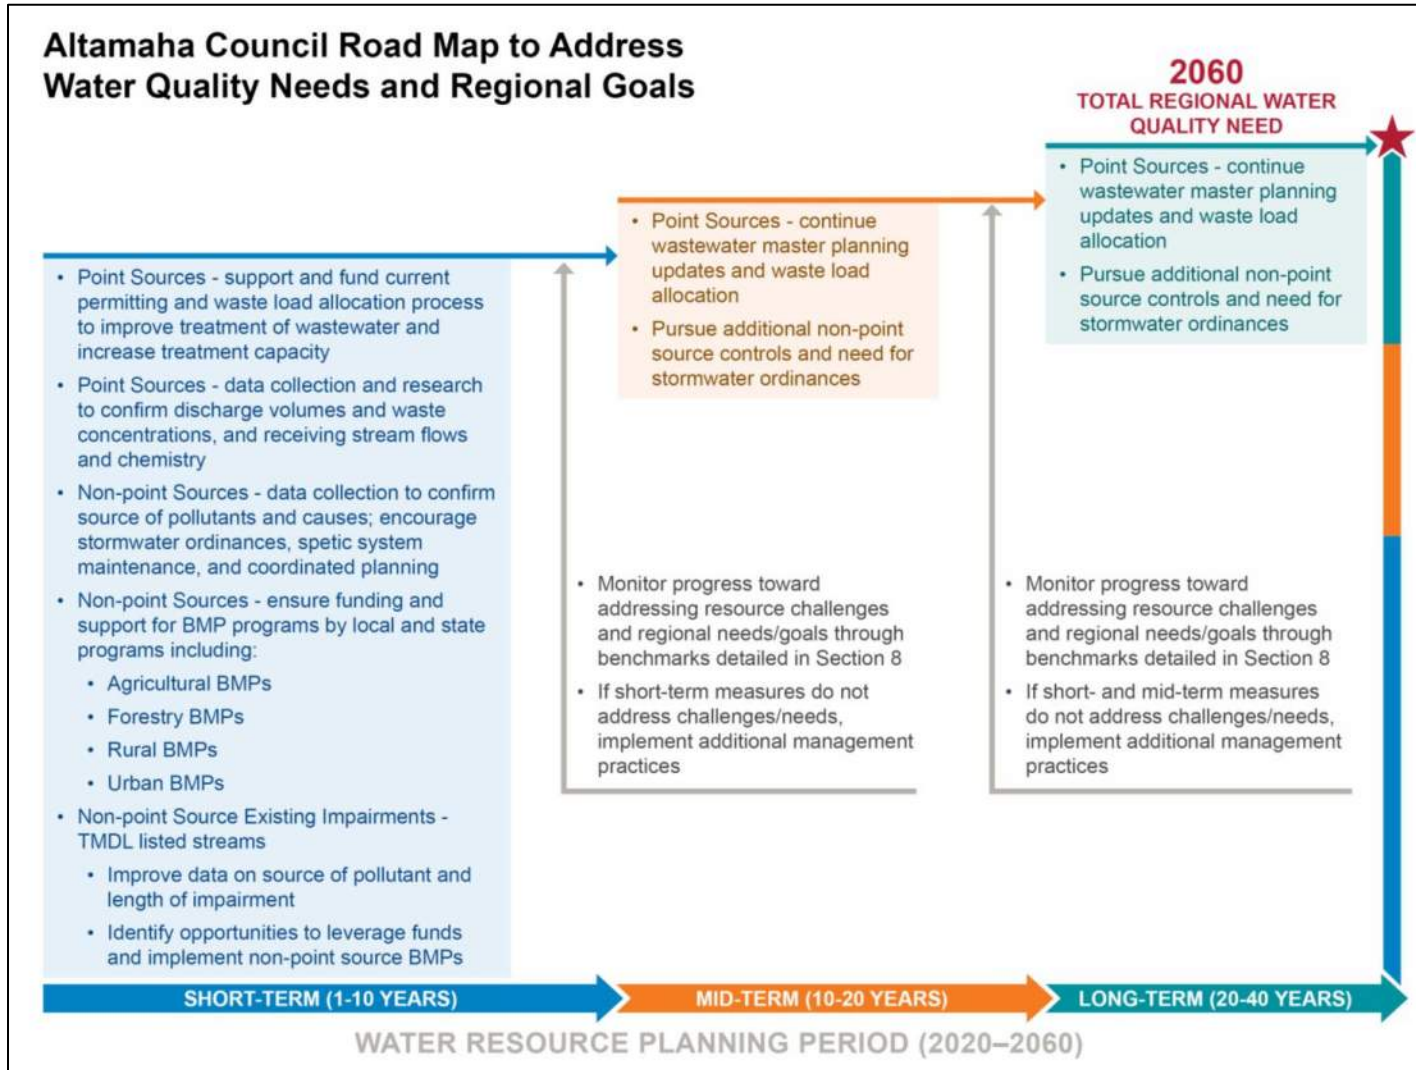 Altamaha Council Road Map to Address
Water Quality Needs and Regional Goals
2060
TOTAL REGIONAL WATER
QUALITY NEED
• Point Sources - support and fund current
permitting and waste load allocation process
to improve treatment of wastewater and
increase treatment capacity
• Point Sources - data collection and research
to confirm discharge volumes and waste
concentrations, and receiving stream flows
and chemistry
• Non-point Sources - data collection to confirm
source of pollutants and causes; encourage
stormwater ordinances, spetic system
maintenance, and coordinated planning
• Non-point Sources - ensure funding and
support for BMP programs by local and state
programs including:
• Agricultural BMPs
• Forestry BMPs
• Rural BMPs
• Urban BMPs
• Non-point Source Existing Impairments -
TMDL listed streams
• Improve data on source of pollutant and
length of impairment
• Identify opportunities to leverage funds
and implement non-point source BMPs
• Point Sources - continue
wastewater master planning
updates and waste load
allocation
• Pursue additional non-point
source controls and need for
stormwater ordinances
• Monitor progress toward
addressing resource challenges
and regional needs/goals through
benchmarks detailed in Section 8
• If short-term measures do not
address challenges/needs,
implement additional management
practices
• Point Sources - continue
wastewater master planning
updates and waste load
allocation
• Pursue additional non-point
source controls and need for
stormwater ordinances
• Monitor progress toward
addressing resource challenges
and regional needs/goals through
benchmarks detailed in Section 8
• If short- and mid-term measures
do not address challenges/needs,
implement additional management
practices
SHORT-TERM (1-10 YEARS)
MID-TERM (10-20 YEARS)
LONG-TERM (20-40 YEARS)
WATER RESOURCE PLANNING PERIOD (2020–2060)